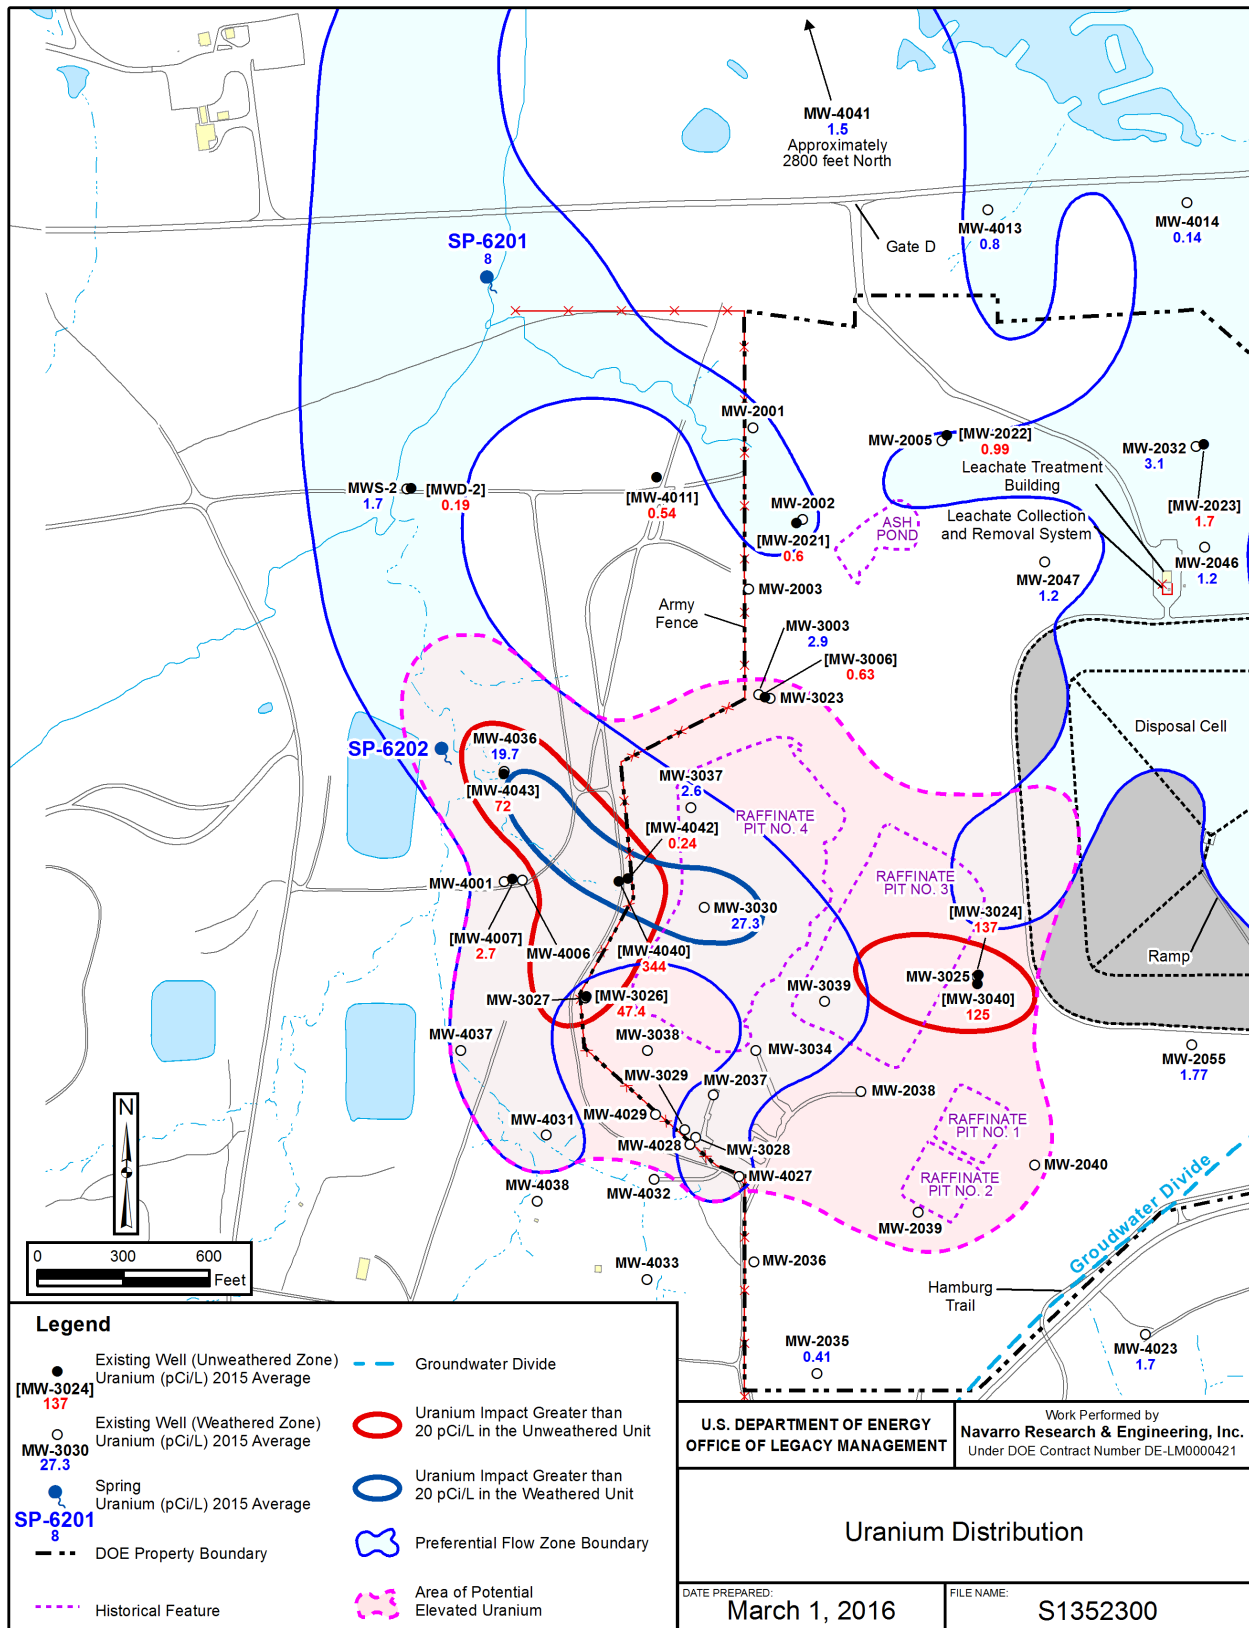 MW-4041
1.5
Approximately
2800 feet North
MW-4013
0.8
MW-4014
0.14
Gate D
SP-6201
8
MW-2001
MW-2005
[MW-2022]
0.99
MW-2032
3.1
Leachate Treatment
Building
MWS-2
1.7
[MWD-2]
0.19
[MW-4011]
0.54
MW-2002
[MW-2021]
0.6
ASH
POND
Leachate Collection
and Removal System
[MW-2023]
1.7
MW-2046
1.2
MW-2047
1.2
MW-2003
Army
Fence
MW-3003
2.9
[MW-3006]
0.63
MW-3023
Disposal Cell
SP-6202
MW-4036
19.7
[MW-4043]
72
MW-3037
2.6
RAFFINATE
PIT NO. 4
[MW-4042]
0.24
RAFFINATE
PIT NO. 3
MW-4001
MW-3030
27.3
[MW-3024]
137
[MW-4007]
2.7
MW-4006
[MW-4040]
344
Ramp
MW-3025
[MW-3040]
125
MW-3027
[MW-3026]
47.4
MW-3039
MW-4037
MW-3038
MW-3034
MW-2055
1.77
MW-3029
MW-2037
MW-2038
MW-4029
RAFFINATE
PIT NO. 1
MW-4031
MW-4028
MW-3028
MW-2040
MW-4038
MW-4032
MW-4027
RAFFINATE
PIT NO. 2
MW-2039
Groudwater Divide
N
0 300 600
Feet
MW-4033
MW-2036
Hamburg
Trail
MW-2035
0.41
MW-4023
1.7
Legend
[MW-3024]
137
Existing Well (Unweathered Zone)
Uranium (pCi/L) 2015 Average
MW-3030
27.3
Existing Well (Weathered Zone)
Uranium (pCi/L) 2015 Average
SP-6201
8
Spring
Uranium (pCi/L) 2015 Average
DOE Property Boundary
Historical Feature
Groundwater Divide
Uranium Impact Greater than
20 pCi/L in the Unweathered Unit
Uranium Impact Greater than
20 pCi/L in the Weathered Unit
Preferential Flow Zone Boundary
Area of Potential
Elevated Uranium
U.S. DEPARTMENT OF ENERGY
OFFICE OF LEGACY MANAGEMENT
Work Performed by
Navarro Research & Engineering, Inc.
Under DOE Contract Number DE-LM0000421
Uranium Distribution
DATE PREPARED:
March 1, 2016
FILE NAME:
S1352300